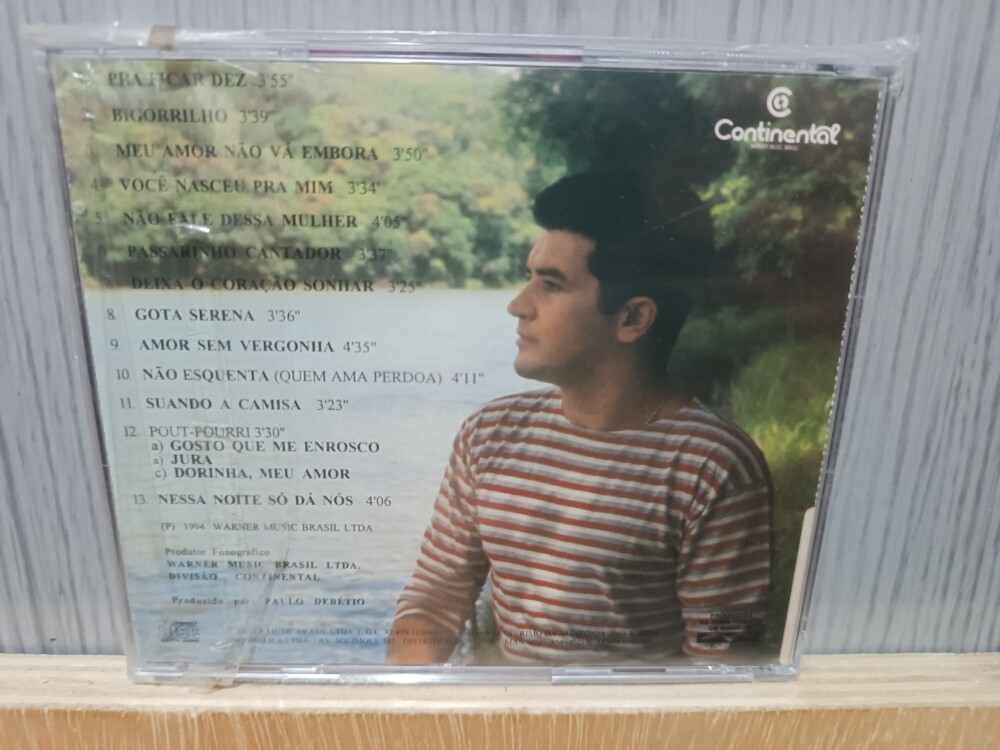 PRA FICAR DEZ 3'55"
2. BIGORRILHO 3'39"
3. MEU AMOR NÃO VÁ EMBORA 3'50"
4. VOCÊ NASCEU PRA MIM 3'34'
5. NÃO FALE DESSA MULHER 4'05"
6. PASSARINHO CANTADOR 3'37"
DEIXA O CORAÇÃO SONHAR 3'25"
8. GOTA SERENA 3'36"
9. AMOR SEM VERGONHA 4'35"
10. NÃO ESQUENTA (QUEM AMA PERDOA) 4'11"
11. SUANDO A CAMISA 3'23"
12. POUT-POURRI 3'30"
a) GOSTO QUE ME ENROSCO
a) JURA
c) DORINHA, MEU AMOR
13. NESSA NOITE SÓ DÁ NÓS 4'06
(P) 1994 WARNER MUSIC BRASIL LTDA
Produtor Fonográfico
WARNER MUSIC BRASIL LTDA.
DIVISÃO CONTINENTAL
Produzido por: PAULO DEBÉTIO
Continental